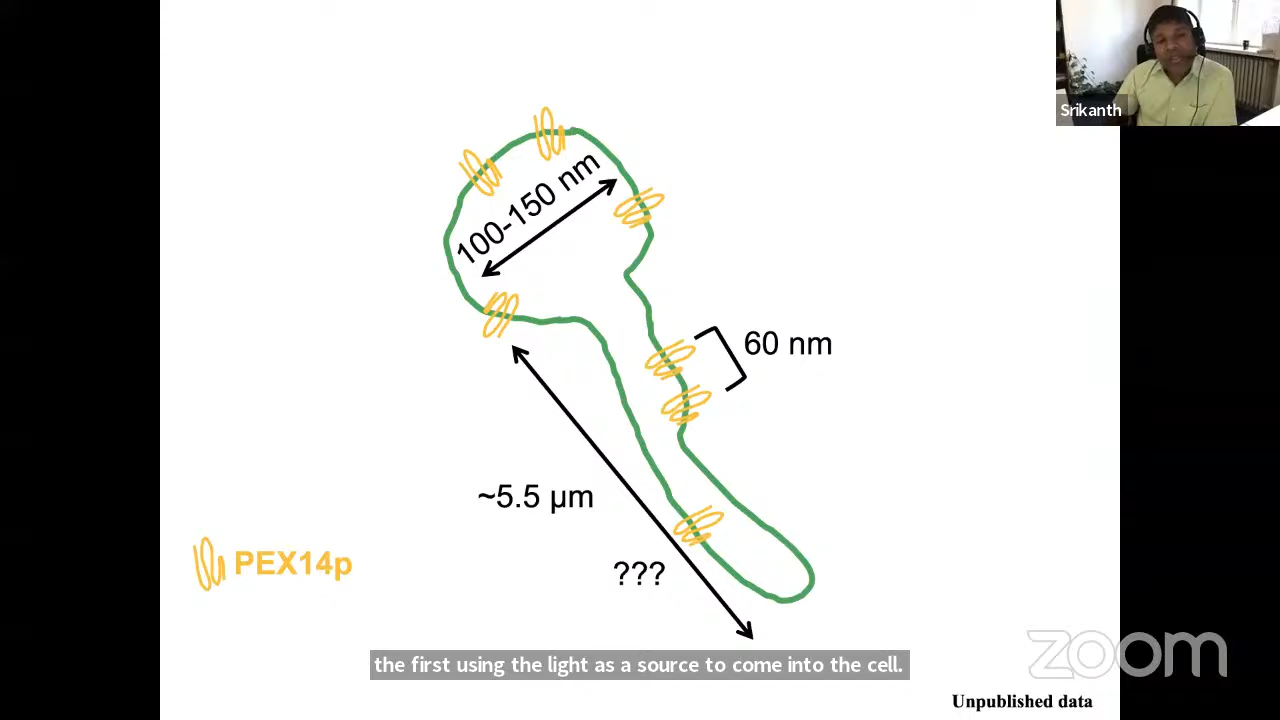 Srikanth
100-150 nm
60 nm
~5.5 µm
PEX14p
???
the first using the light as a source to come into the cell.
zoom
Unpublished data